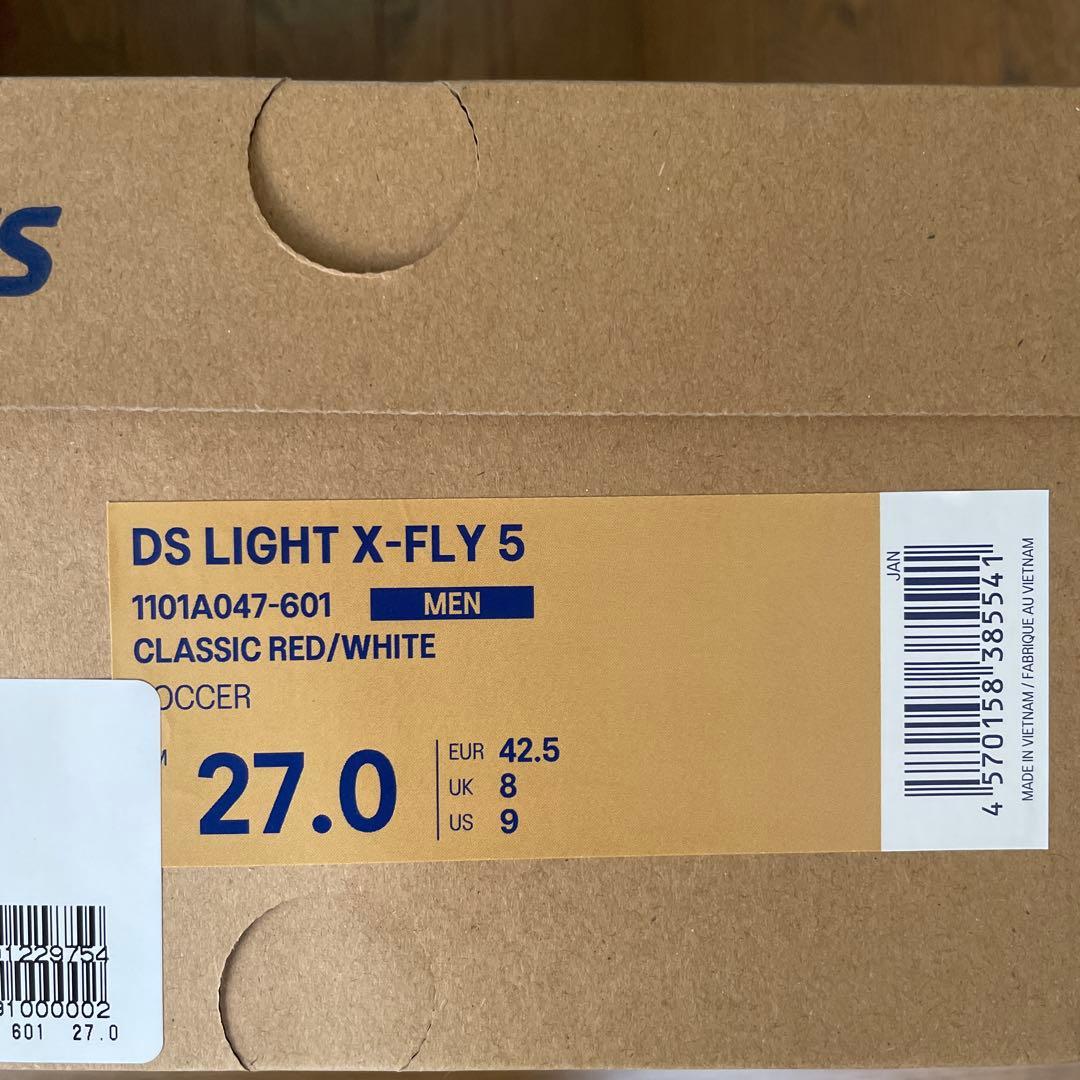 S
DS LIGHT X-FLY 5
1101A047-601 MEN
CLASSIC RED/WHITE
OCCER
27.0
EUR 42.5
UK 8
US 9
JAN
4 570158 385541
MADE IN VIETNAM / FABRIQUE AU VIETNAM
1229754
1000002
601 27.0